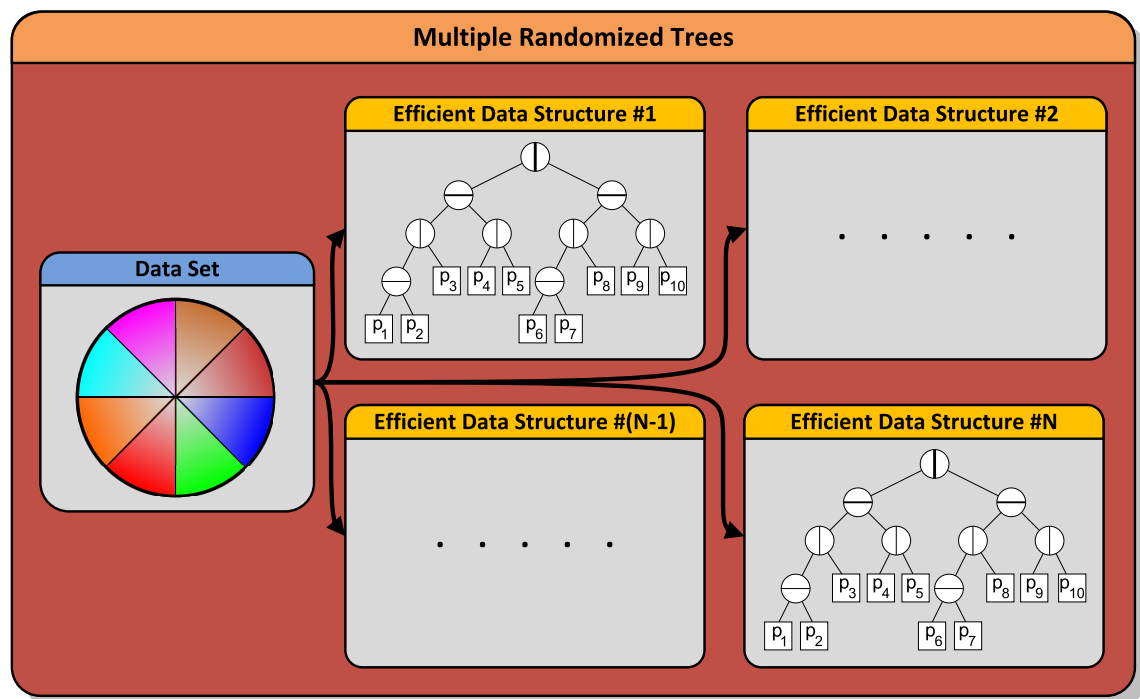 Multiple Randomized Trees
Efficient Data Structure #1
p3 p4 p5 p8 p9 p10
p1 p2 p6 p7
Efficient Data Structure #2
. . . . .
Data Set
Efficient Data Structure #(N-1)
. . . . .
Efficient Data Structure #N
p3 p4 p5 p8 p9 p10
p1 p2 p6 p7